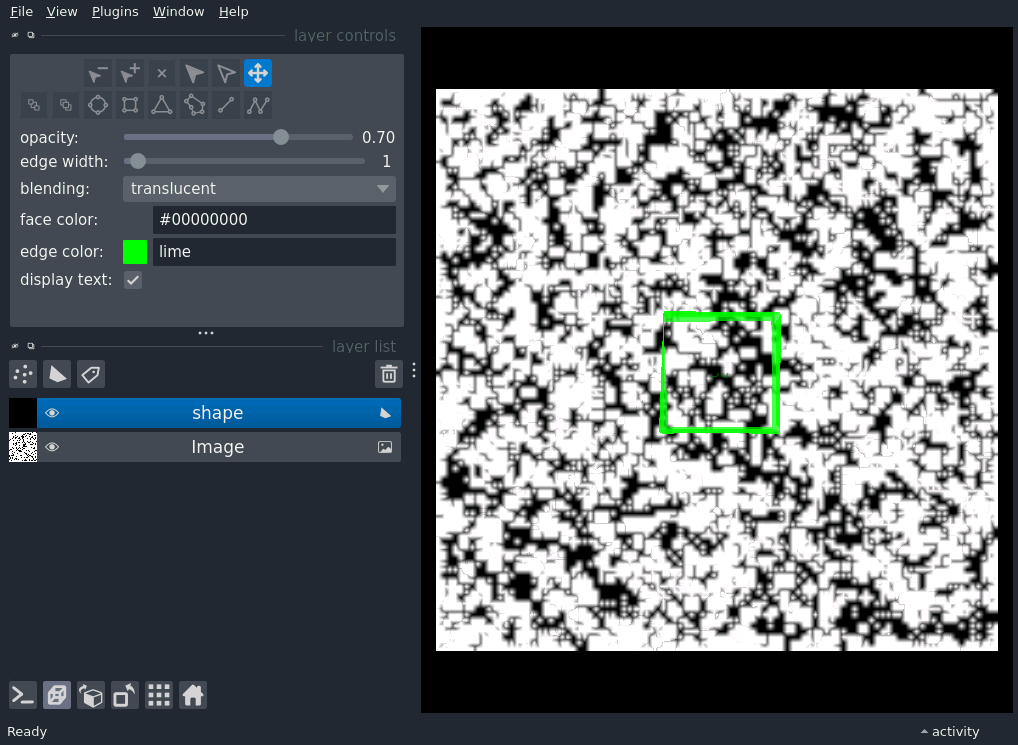 File View Plugins Window Help
layer controls
opacity: 0.70
edge width: 1
blending: translucent
face color: #00000000
edge color: lime
display text:
layer list
shape
Image
Ready
activity